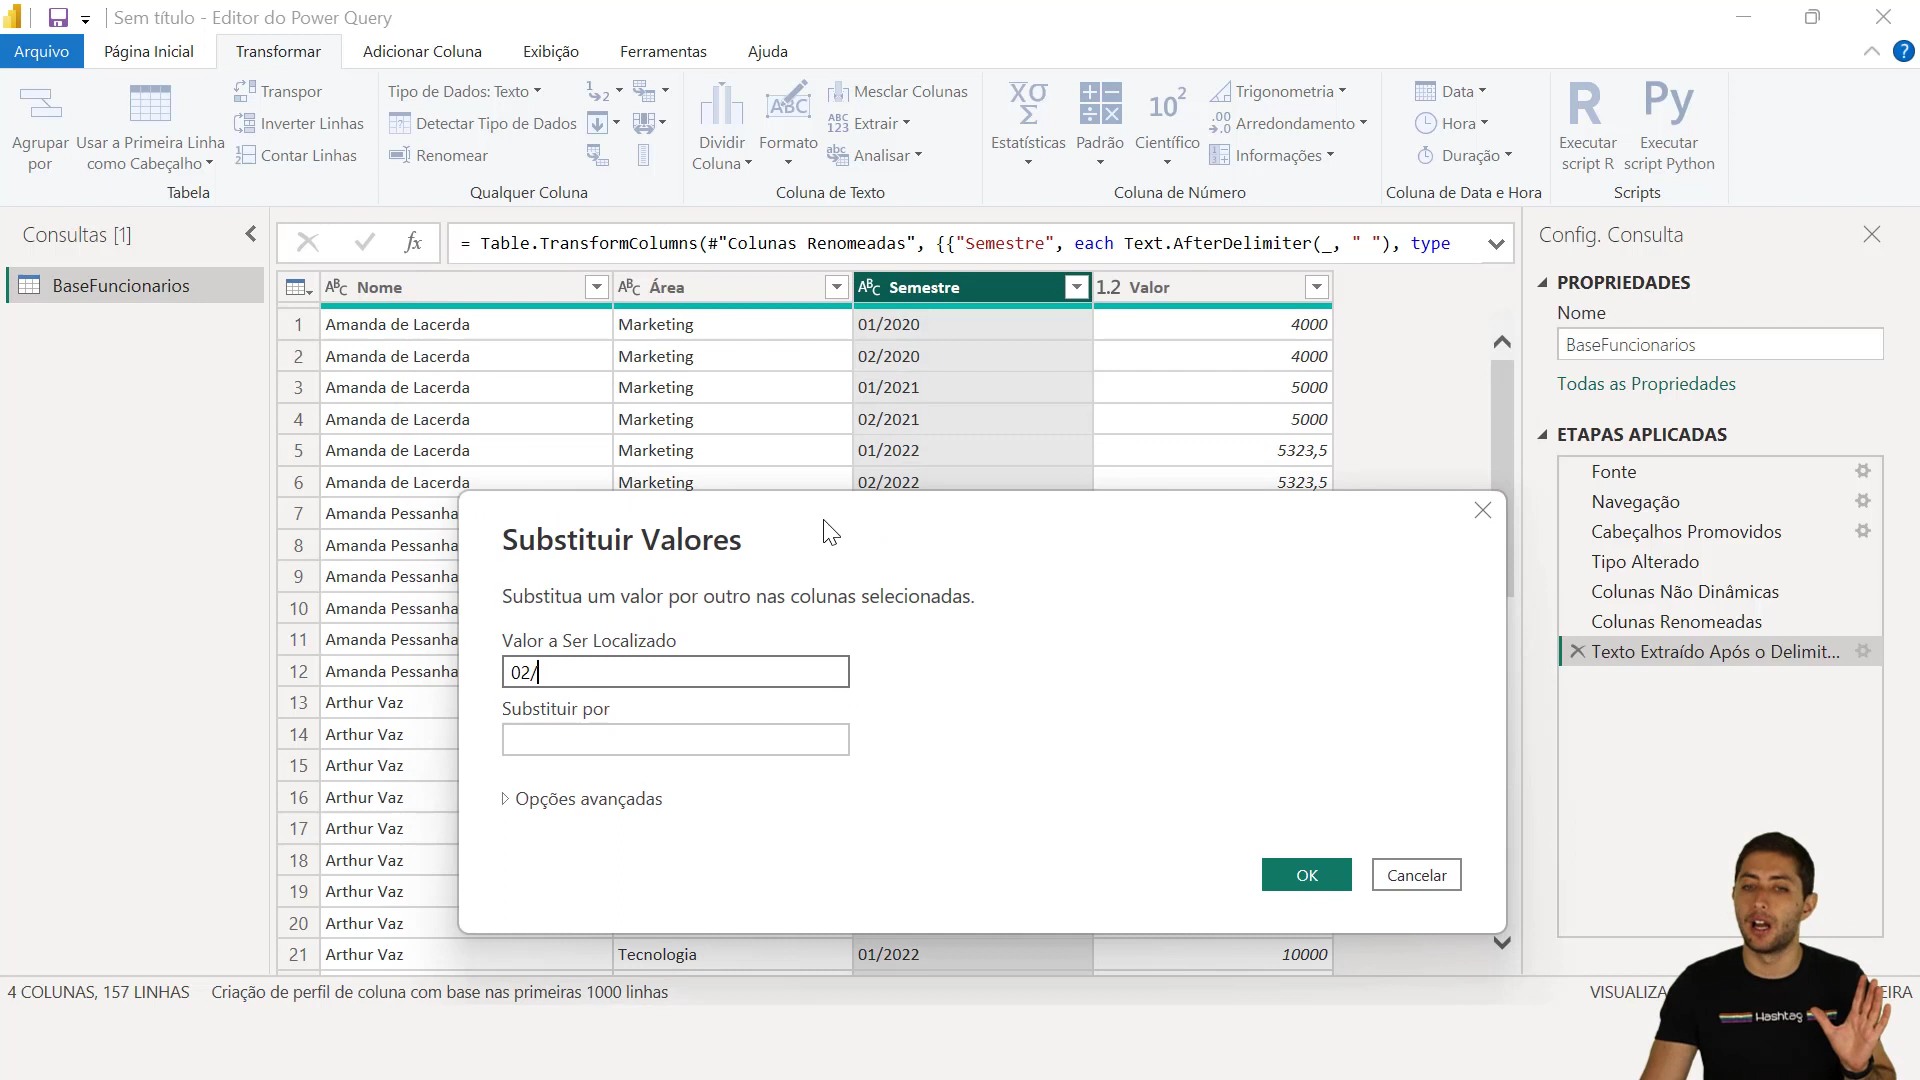 Sem título - Editor do Power Query
Arquivo
Página Inicial
Transformar
Adicionar Coluna
Exibição
Ferramentas
Ajuda
Agrupar por
Usar a Primeira Linha como Cabeçalho
Transpor
Inverter Linhas
Contar Linhas
Tabela
Tipo de Dados: Texto
Detectar Tipo de Dados
Renomear
Qualquer Coluna
Dividir Coluna
Formato
Mesclar Colunas
Extrair
Analisar
Coluna de Texto
Estatísticas
Padrão
Científico
Trigonometria
Arredondamento
Informações
Coluna de Número
Data
Hora
Duração
Coluna de Data e Hora
Executar script R
Executar script Python
Scripts
Consultas [1]
BaseFuncionarios
= Table.TransformColumns(#"Colunas Renomeadas", {{"Semestre", each Text.AfterDelimiter(_, " "), type
Nome Área Semestre 1.2 Valor
1 Amanda de Lacerda Marketing 01/2020 4000
2 Amanda de Lacerda Marketing 02/2020 4000
3 Amanda de Lacerda Marketing 01/2021 5000
4 Amanda de Lacerda Marketing 02/2021 5000
5 Amanda de Lacerda Marketing 01/2022 5323,5
6 Amanda de Lacerda Marketing 02/2022 5323,5
7 Amanda Pessanha
8 Amanda Pessanha
9 Amanda Pessanha
10 Amanda Pessanha
11 Amanda Pessanha
12 Amanda Pessanha
13 Arthur Vaz
14 Arthur Vaz
15 Arthur Vaz
16 Arthur Vaz
17 Arthur Vaz
18 Arthur Vaz
19 Arthur Vaz
20 Arthur Vaz
21 Arthur Vaz Tecnologia 01/2022 10000
Substituir Valores
Substitua um valor por outro nas colunas selecionadas.
Valor a Ser Localizado
02/
Substituir por
Opções avançadas
OK
Cancelar
Config. Consulta
PROPRIEDADES
Nome
BaseFuncionarios
Todas as Propriedades
ETAPAS APLICADAS
Fonte
Navegação
Cabeçalhos Promovidos
Tipo Alterado
Colunas Não Dinâmicas
Colunas Renomeadas
Texto Extraído Após o Delimit...
4 COLUNAS, 157 LINHAS
Criação de perfil de coluna com base nas primeiras 1000 linhas
VISUALIZA
EIRA
Hashtag